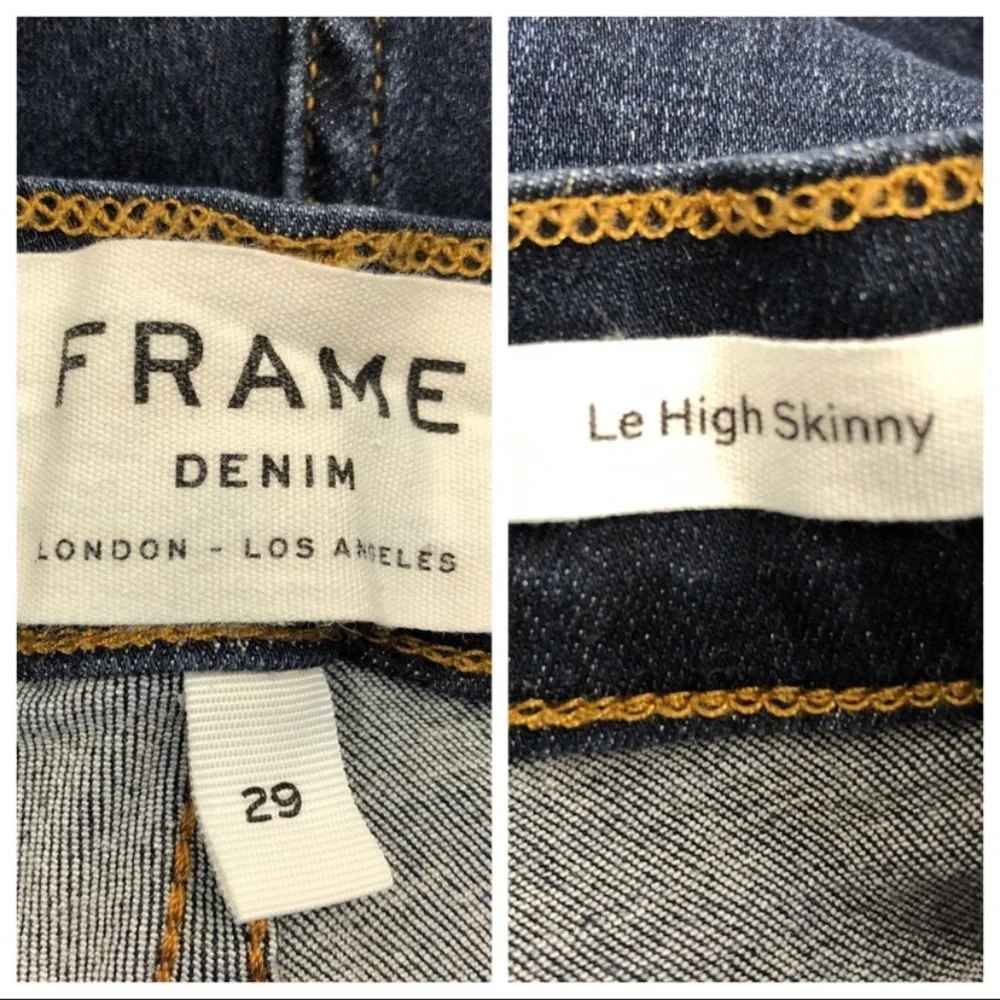 FRAME
DENIM
LONDON - LOS ANGELES
29
Le High Skinny